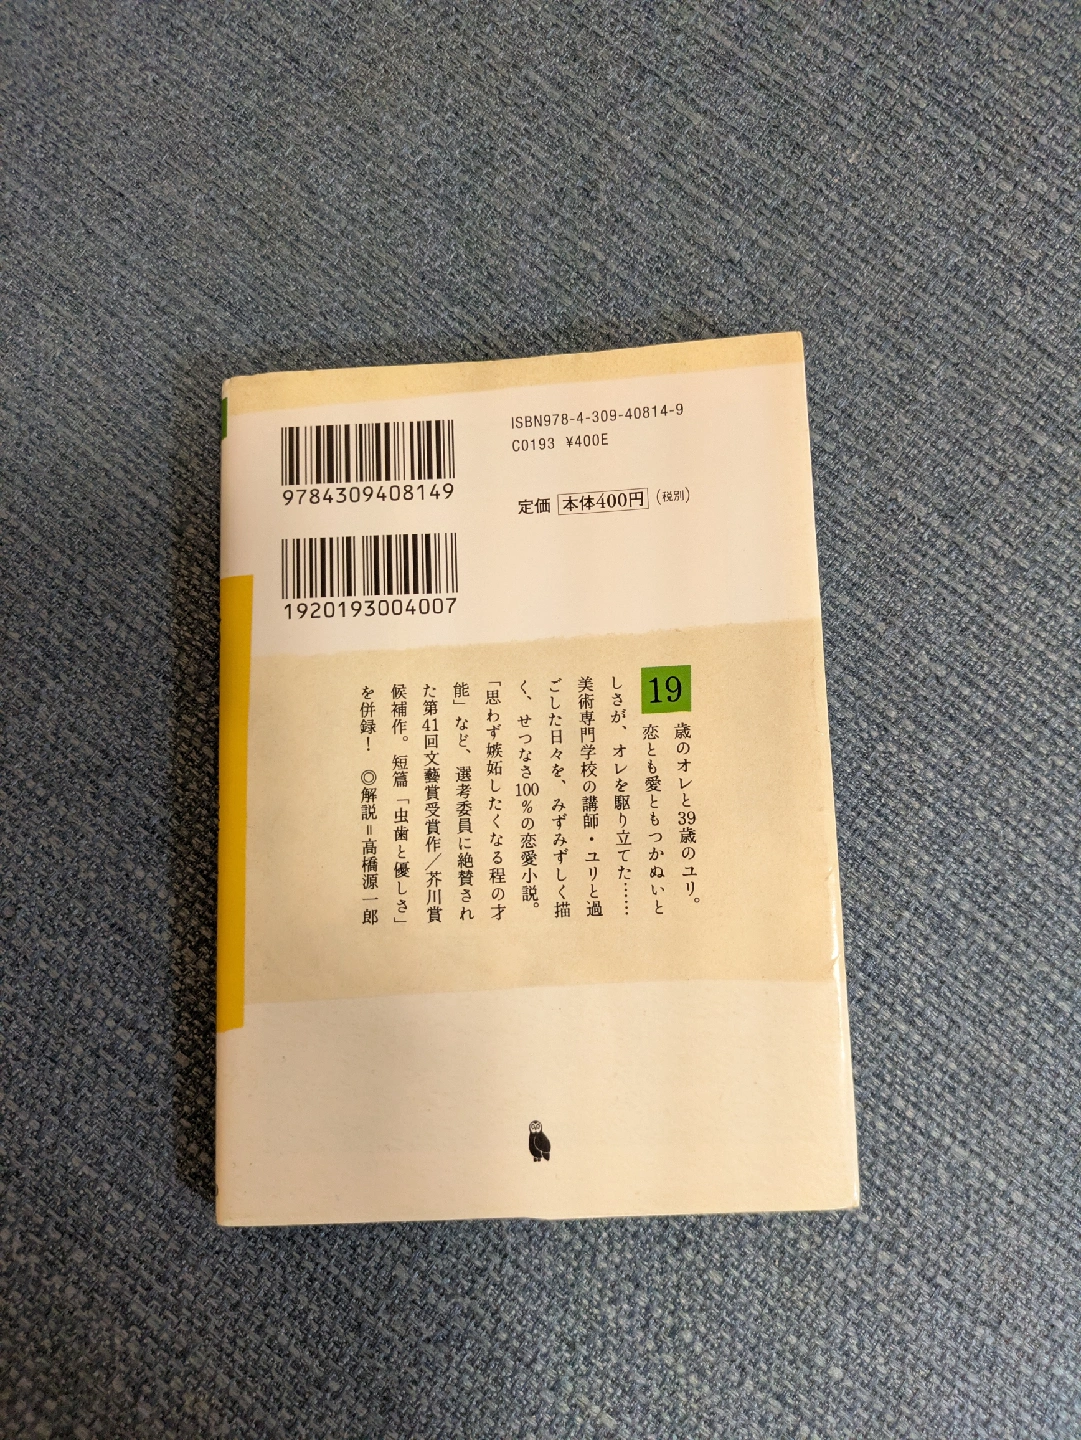 ISBN978-4-309-40814-9
C0193 ¥400E
9784309408149
定価 本体400円 (税別)
1920193004007
19歳のオレと39歳のユリ。
恋とも愛ともつかぬいと
しさが、オレを駆り立てた……
美術専門学校の講師・ユリと過
ごした日々を、みずみずしく描
く、せつなさ100％の恋愛小説。
「思わず嫉妬したくなる程の才
能」など、選考委員に絶賛され
た第41回文藝賞受賞作／芥川賞
候補作。短篇「虫歯と優しさ」
を併録！ ◎解説＝高橋源一郎